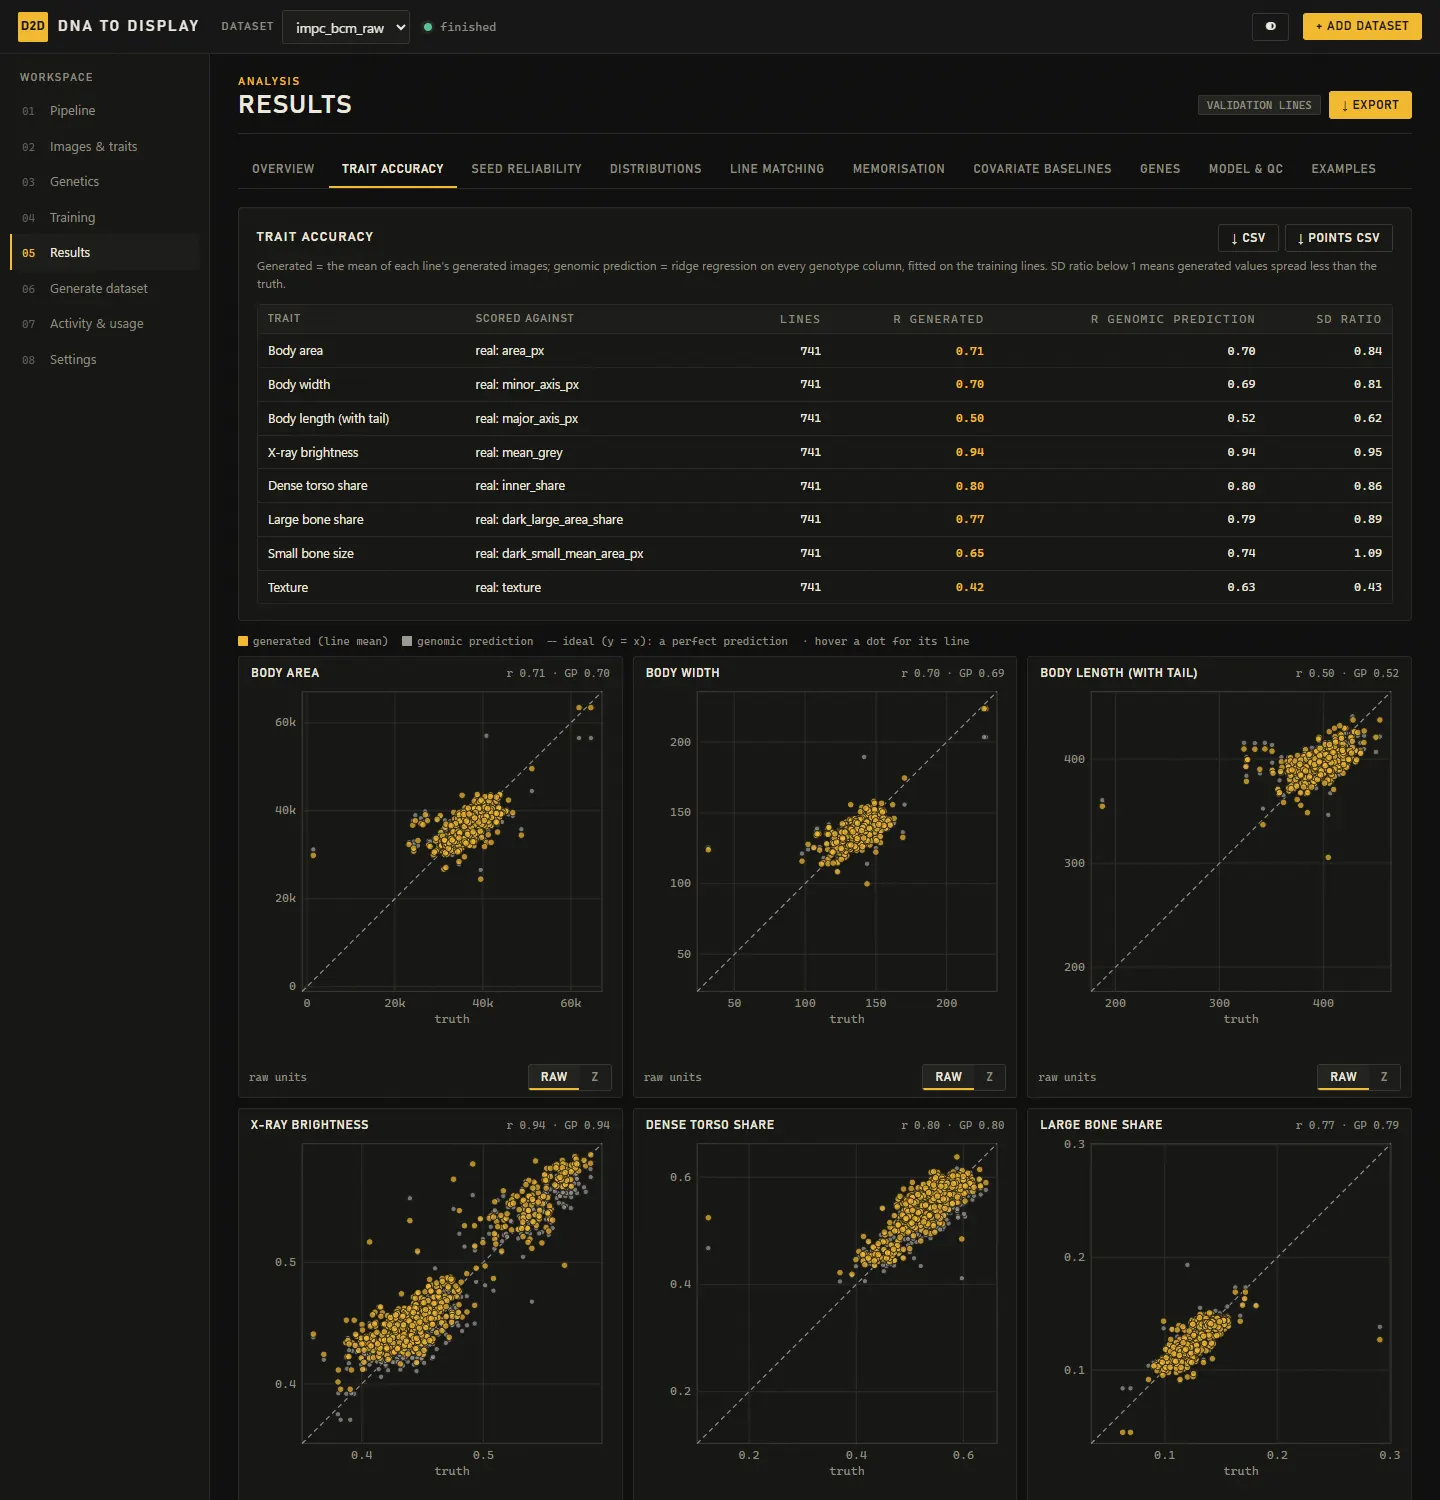 D2D DNA TO DISPLAY DATASET impc_bcm_raw finished + ADD DATASET
WORKSPACE
01 Pipeline
02 Images & traits
03 Genetics
04 Training
05 Results
06 Generate dataset
07 Activity & usage
08 Settings
ANALYSIS
RESULTS
VALIDATION LINES ↓ EXPORT
OVERVIEW TRAIT ACCURACY SEED RELIABILITY DISTRIBUTIONS LINE MATCHING MEMORISATION COVARIATE BASELINES GENES MODEL & QC EXAMPLES
TRAIT ACCURACY
↓ CSV ↓ POINTS CSV
Generated = the mean of each line's generated images; genomic prediction = ridge regression on every genotype column, fitted on the training lines. SD ratio below 1 means generated values spread less than the
truth.
TRAIT SCORED AGAINST LINES R GENERATED R GENOMIC PREDICTION SD RATIO
Body area real: area_px 741 0.71 0.70 0.84
Body width real: minor_axis_px 741 0.70 0.69 0.81
Body length (with tail) real: major_axis_px 741 0.50 0.52 0.62
X-ray brightness real: mean_grey 741 0.94 0.94 0.95
Dense torso share real: inner_share 741 0.80 0.80 0.86
Large bone share real: dark_large_area_share 741 0.77 0.79 0.89
Small bone size real: dark_small_mean_area_px 741 0.65 0.74 1.09
Texture real: texture 741 0.42 0.63 0.43
generated (line mean) genomic prediction -- ideal (y = x): a perfect prediction · hover a dot for its line
BODY AREA r 0.71 · GP 0.70
60k
40k
20k
0
0 20k 40k 60k
truth
raw units RAW Z
BODY WIDTH r 0.70 · GP 0.69
200
150
100
50
50 100 150 200
truth
raw units RAW Z
BODY LENGTH (WITH TAIL) r 0.50 · GP 0.52
400
300
200
200 300 400
truth
raw units RAW Z
X-RAY BRIGHTNESS r 0.94 · GP 0.94
0.5
0.4
0.4 0.5
truth
DENSE TORSO SHARE r 0.80 · GP 0.80
0.6
0.4
0.2
0.2 0.4 0.6
truth
LARGE BONE SHARE r 0.77 · GP 0.79
0.3
0.2
0.1
0.1 0.2 0.3
truth